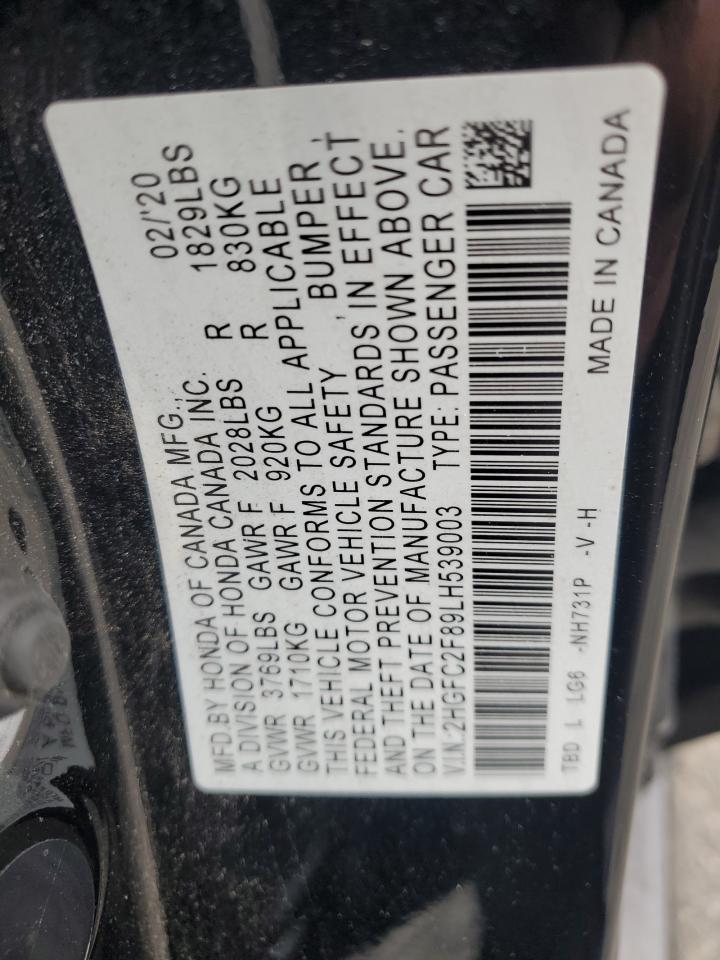 MFD.BY HONDA OF CANADA MFG., 02/'20
A DIVISION OF HONDA CANADA INC.
GVWR 3769LBS GAWR F 2028LBS R 1829LBS
GVWR 1710KG GAWR F 920KG R 830KG
THIS VEHICLE CONFORMS TO ALL APPLICABLE
FEDERAL MOTOR VEHICLE SAFETY , BUMPER ,
AND THEFT PREVENTION STANDARDS IN EFFECT
ON THE DATE OF MANUFACTURE SHOWN ABOVE.
V.I.N:2HGFC2F89LH539003 TYPE: PASSENGER CAR
TBD L LG6 -NH731P -V -H MADE IN CANADA